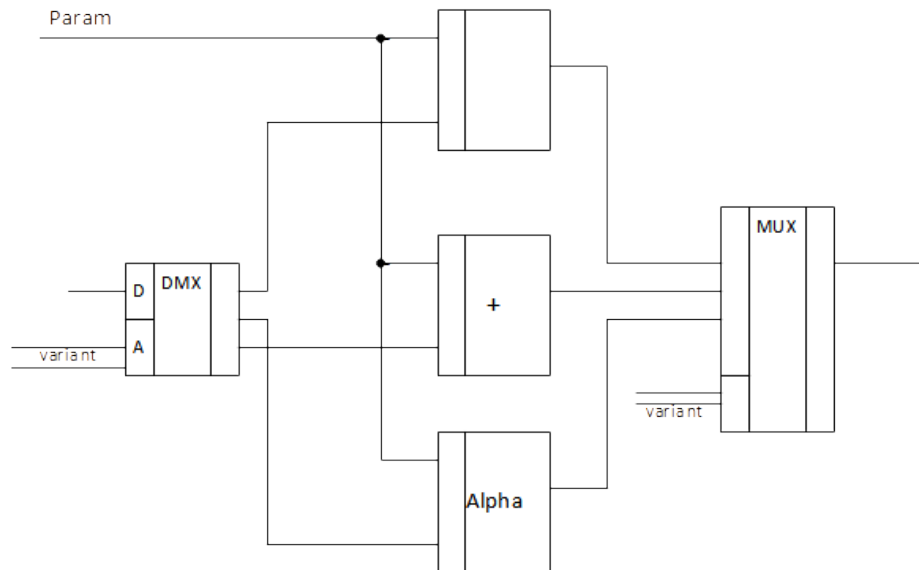 Param
MUX
D
DMX
+
A
variant
variant
Alpha